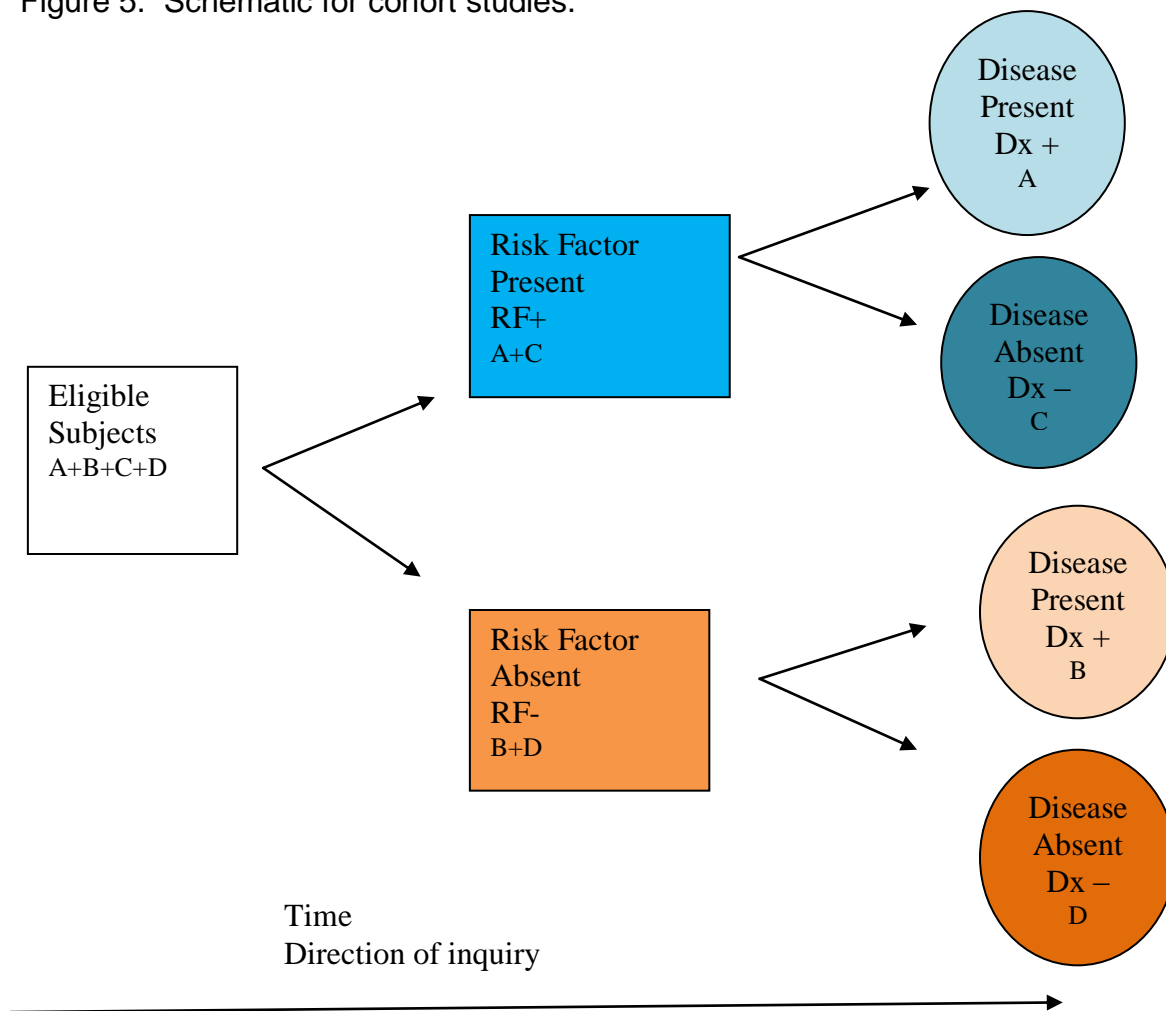 Figure 5. Schematic for cohort studies.
Disease
Present
Dx +
A
Risk Factor
Present
RF+
A+C
Disease
Absent
Dx –
C
Eligible
Subjects
A+B+C+D
Disease
Present
Dx +
B
Risk Factor
Absent
RF-
B+D
Disease
Absent
Dx –
D
Time
Direction of inquiry